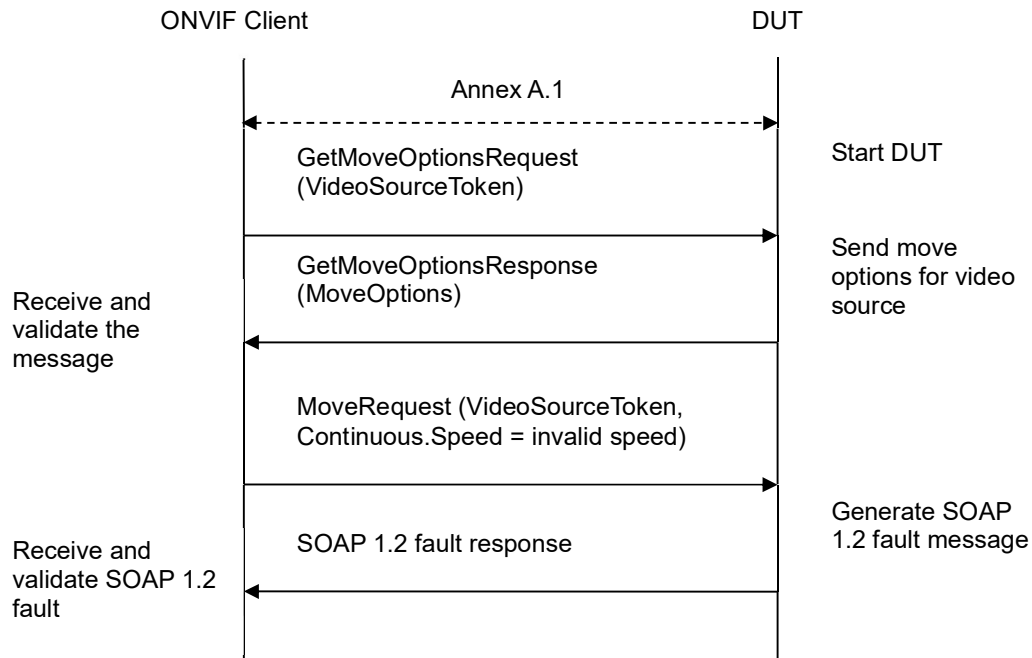 ONVIF Client
DUT
Annex A.1
Start DUT
GetMoveOptionsRequest
(VideoSourceToken)
Send move
options for video
source
GetMoveOptionsResponse
(MoveOptions)
Receive and
validate the
message
MoveRequest (VideoSourceToken,
Continuous.Speed = invalid speed)
Generate SOAP
1.2 fault message
SOAP 1.2 fault response
Receive and
validate SOAP 1.2
fault